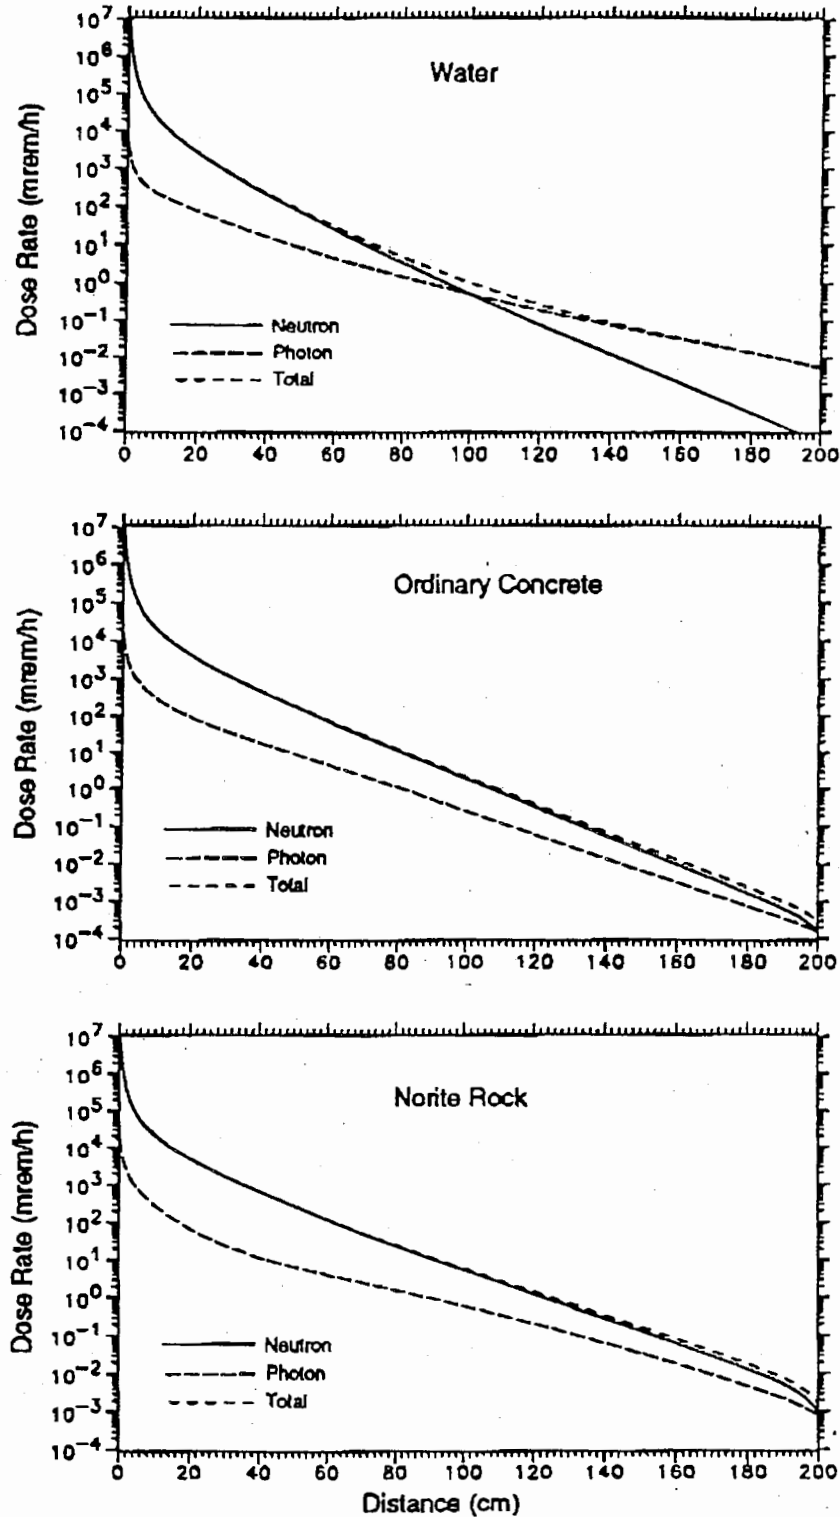 Water
Dose Rate (mrem/h)
10⁷
10⁶
10⁵
10⁴
10³
10²
10¹
10⁰
10⁻¹
10⁻²
10⁻³
10⁻⁴
Neutron
Photon
Total
0 20 40 60 80 100 120 140 160 180 200
Ordinary Concrete
Dose Rate (mrem/h)
10⁷
10⁶
10⁵
10⁴
10³
10²
10¹
10⁰
10⁻¹
10⁻²
10⁻³
10⁻⁴
Neutron
Photon
Total
0 20 40 60 80 100 120 140 160 180 200
Norite Rock
Dose Rate (mrem/h)
10⁷
10⁶
10⁵
10⁴
10³
10²
10¹
10⁰
10⁻¹
10⁻²
10⁻³
10⁻⁴
Neutron
Photon
Total
0 20 40 60 80 100 120 140 160 180 200
Distance (cm)